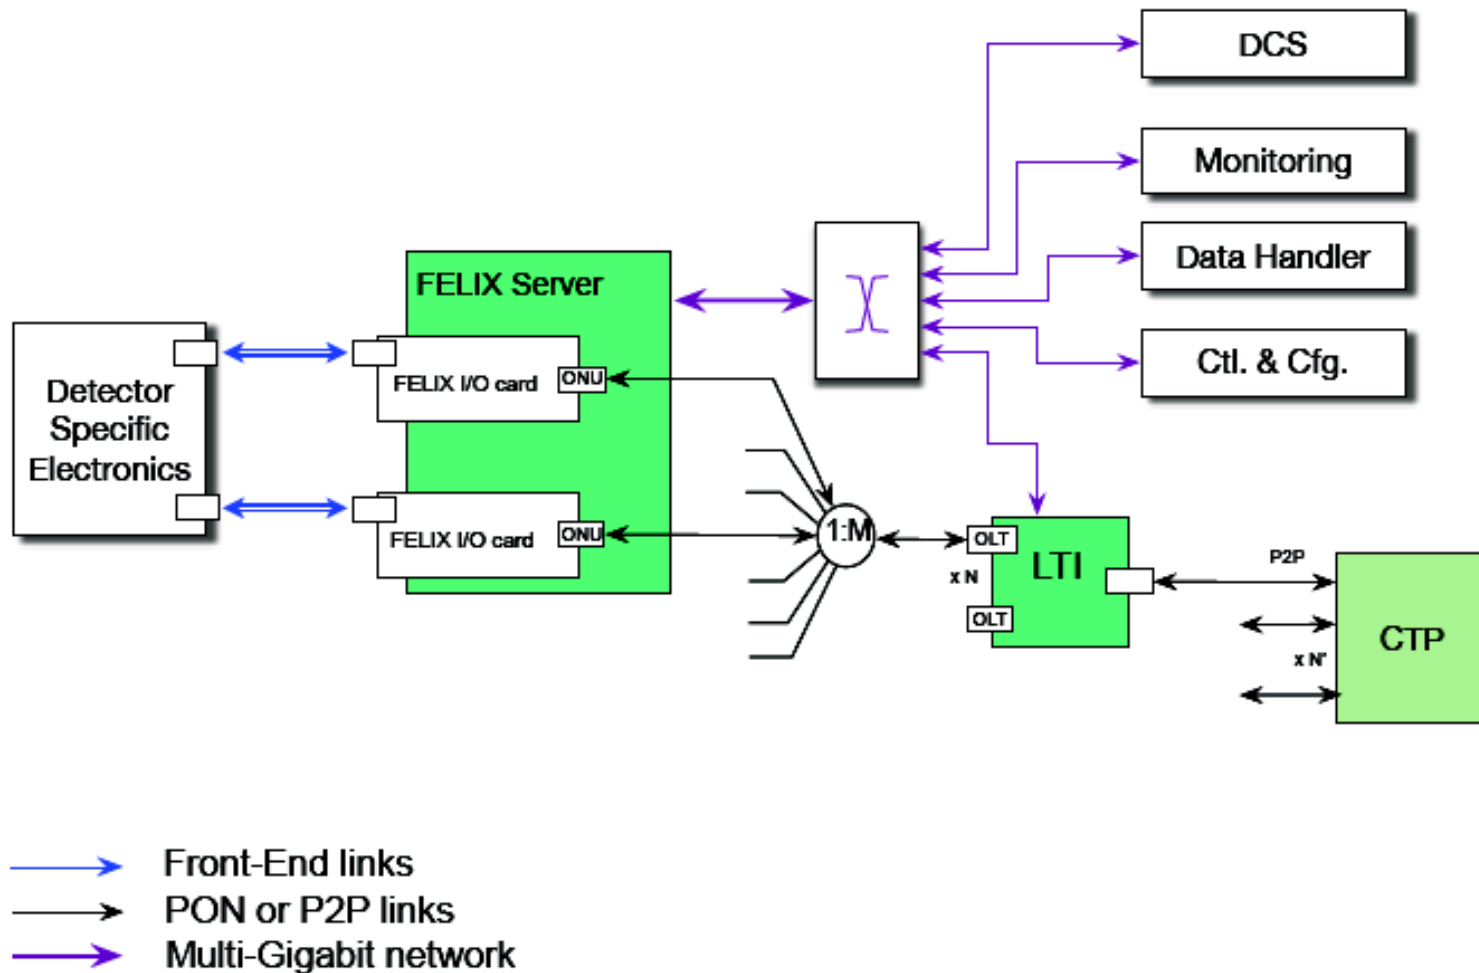 DCS
Monitoring
Data Handler
Ctl. & Cfg.
FELIX Server
FELIX I/O card
ONU
Detector
Specific
Electronics
FELIX I/O card
ONU
1:M
OLT
x N
OLT
LTI
P2P
x N'
CTP
Front-End links
PON or P2P links
Multi-Gigabit network